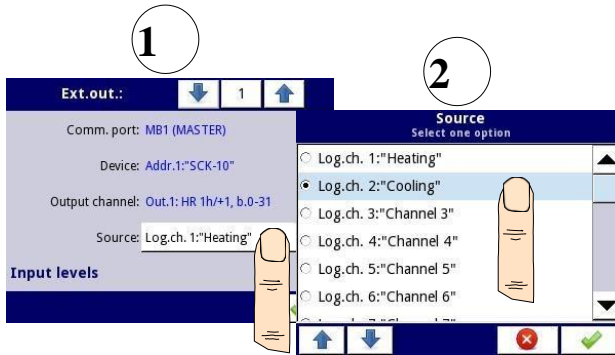 1
Ext.out.:
1
Comm. port: MB1 (MASTER)
Device: Addr.1:"SCK-10"
Output channel: Out.1: HR 1h/+1, b.0-31
Source: Log.ch. 1:"Heating"
Input levels
2
Source
Select one option
Log.ch. 1:"Heating"
Log.ch. 2:"Cooling"
Log.ch. 3:"Channel 3"
Log.ch. 4:"Channel 4"
Log.ch. 5:"Channel 5"
Log.ch. 6:"Channel 6"